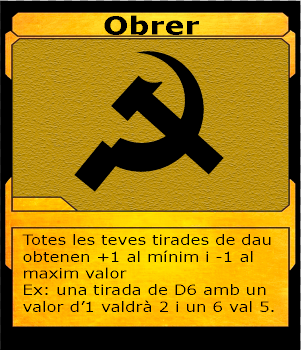 Obrer
Totes les teves tirades de dau
obtenen +1 al mínim i -1 al
maxim valor
Ex: una tirada de D6 amb un
valor d'1 valdrà 2 i un 6 val 5.